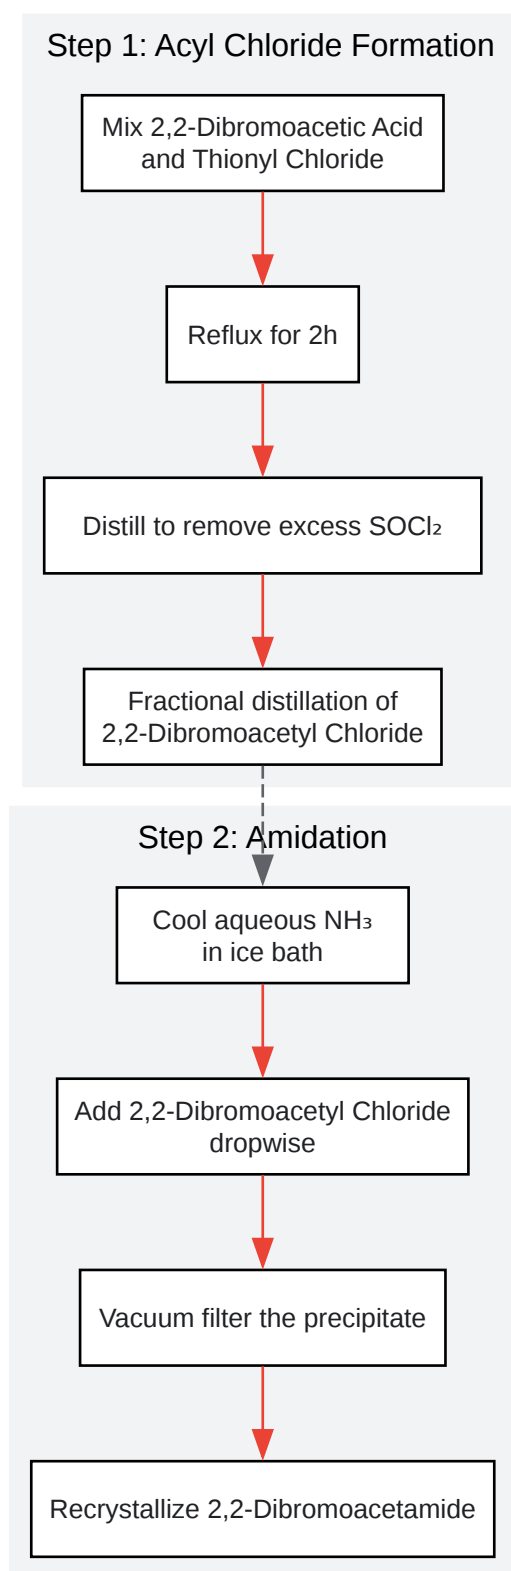 Step 1: Acyl Chloride Formation
Mix 2,2-Dibromoacetic Acid
and Thionyl Chloride
Reflux for 2h
Distill to remove excess SOCl₂
Fractional distillation of
2,2-Dibromoacetyl Chloride
Step 2: Amidation
Cool aqueous NH₃
in ice bath
Add 2,2-Dibromoacetyl Chloride
dropwise
Vacuum filter the precipitate
Recrystallize 2,2-Dibromoacetamide